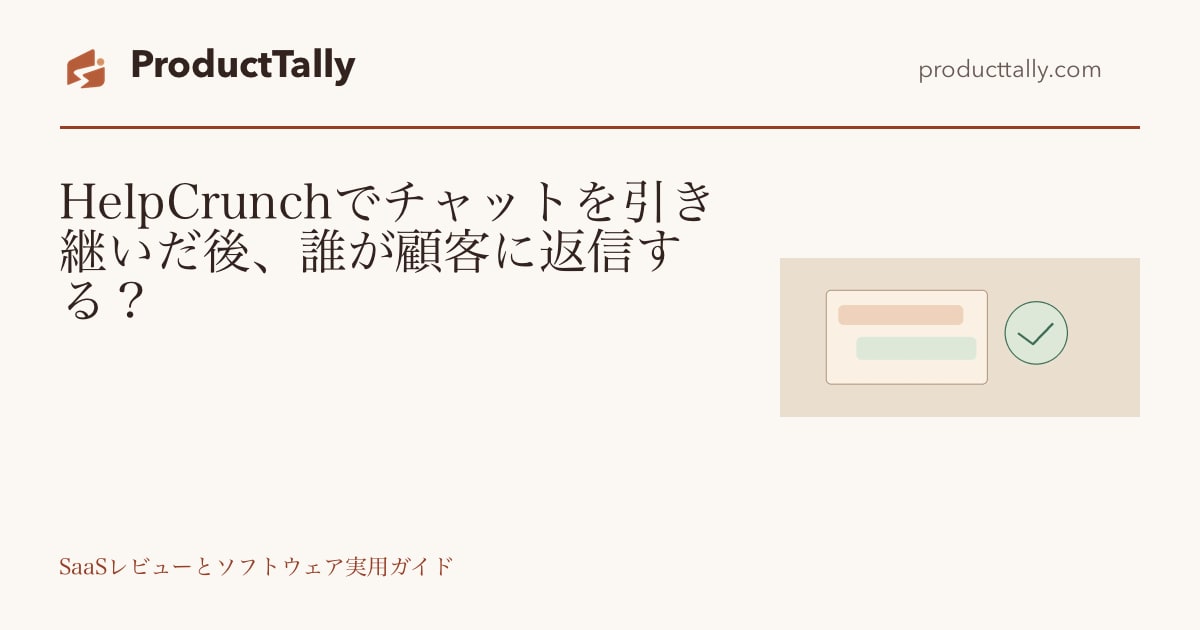 ProductTally
producttally.com
HelpCrunchでチャットを引き
継いだ後、誰が顧客に返信す
る？
SaaSレビューとソフトウェア実用ガイド